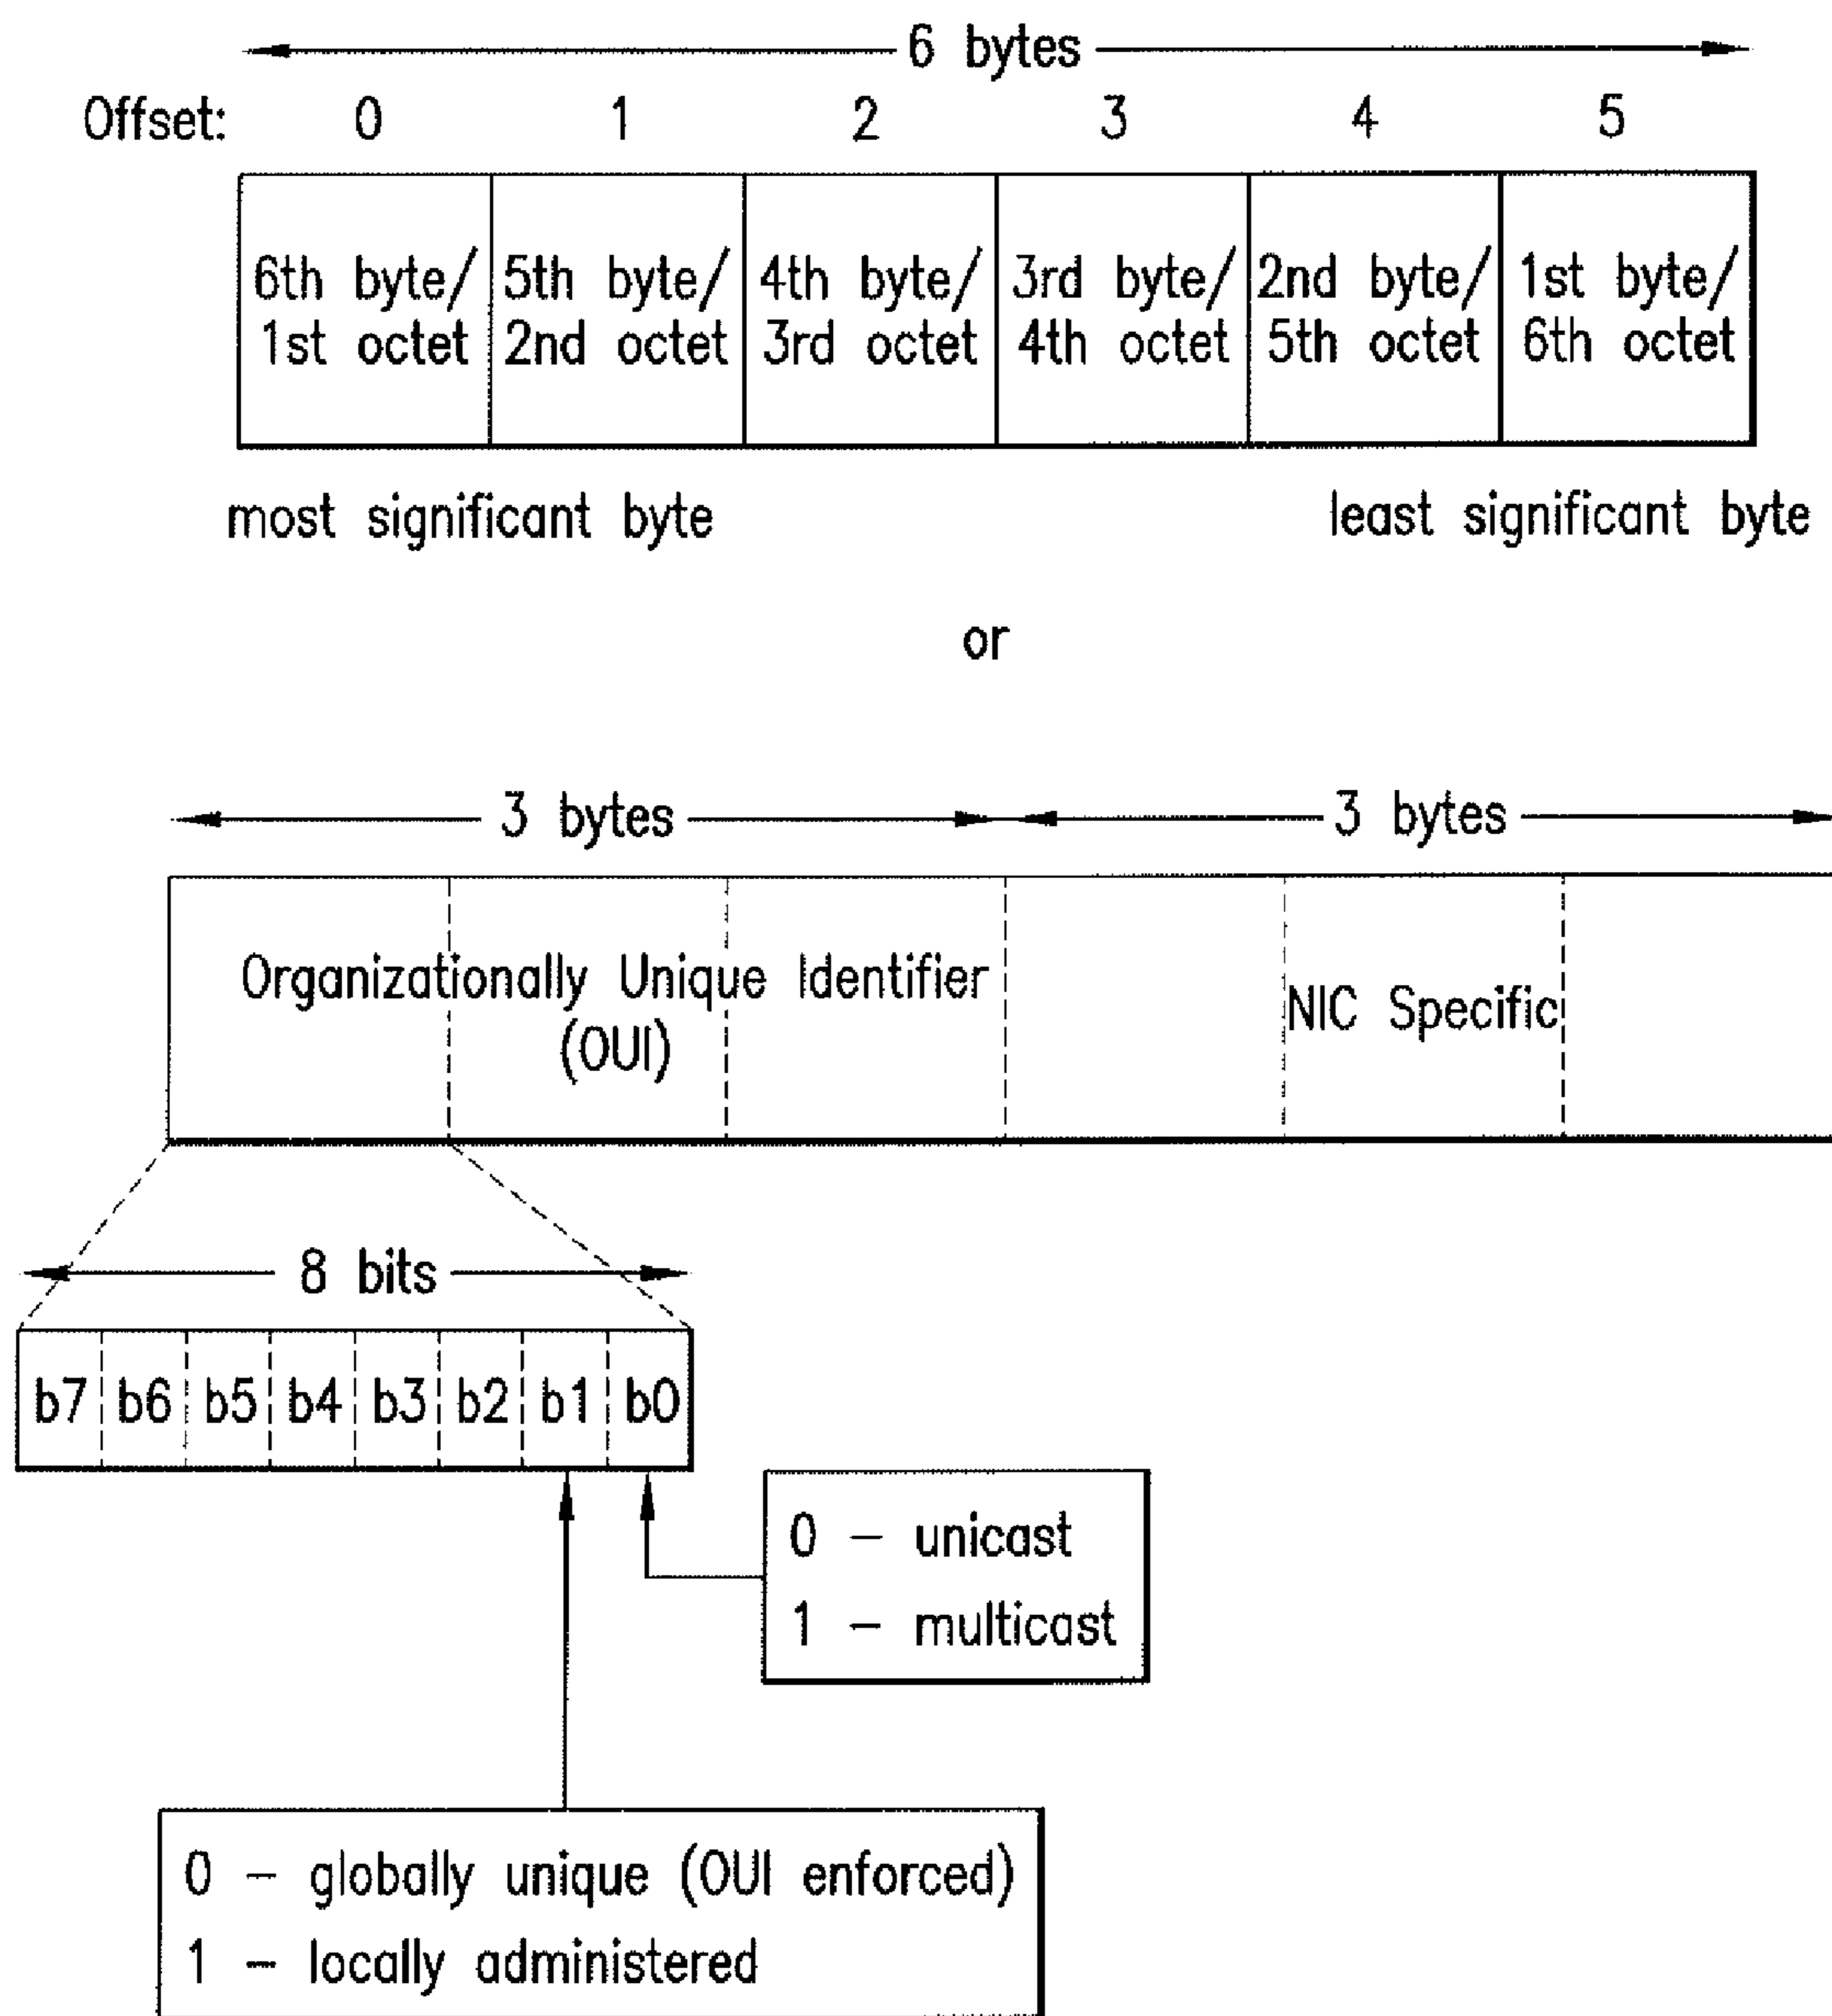 6 bytes
Offset: 0 1 2 3 4 5
6th byte/ 5th byte/ 4th byte/ 3rd byte/ 2nd byte/ 1st byte/
1st octet 2nd octet 3rd octet 4th octet 5th octet 6th octet
most significant byte least significant byte
or
3 bytes 3 bytes
Organizationally Unique Identifier
(OUI)
NIC Specific
8 bits
b7 b6 b5 b4 b3 b2 b1 b0
0 – unicast
1 – multicast
0 – globally unique (OUI enforced)
1 – locally administered